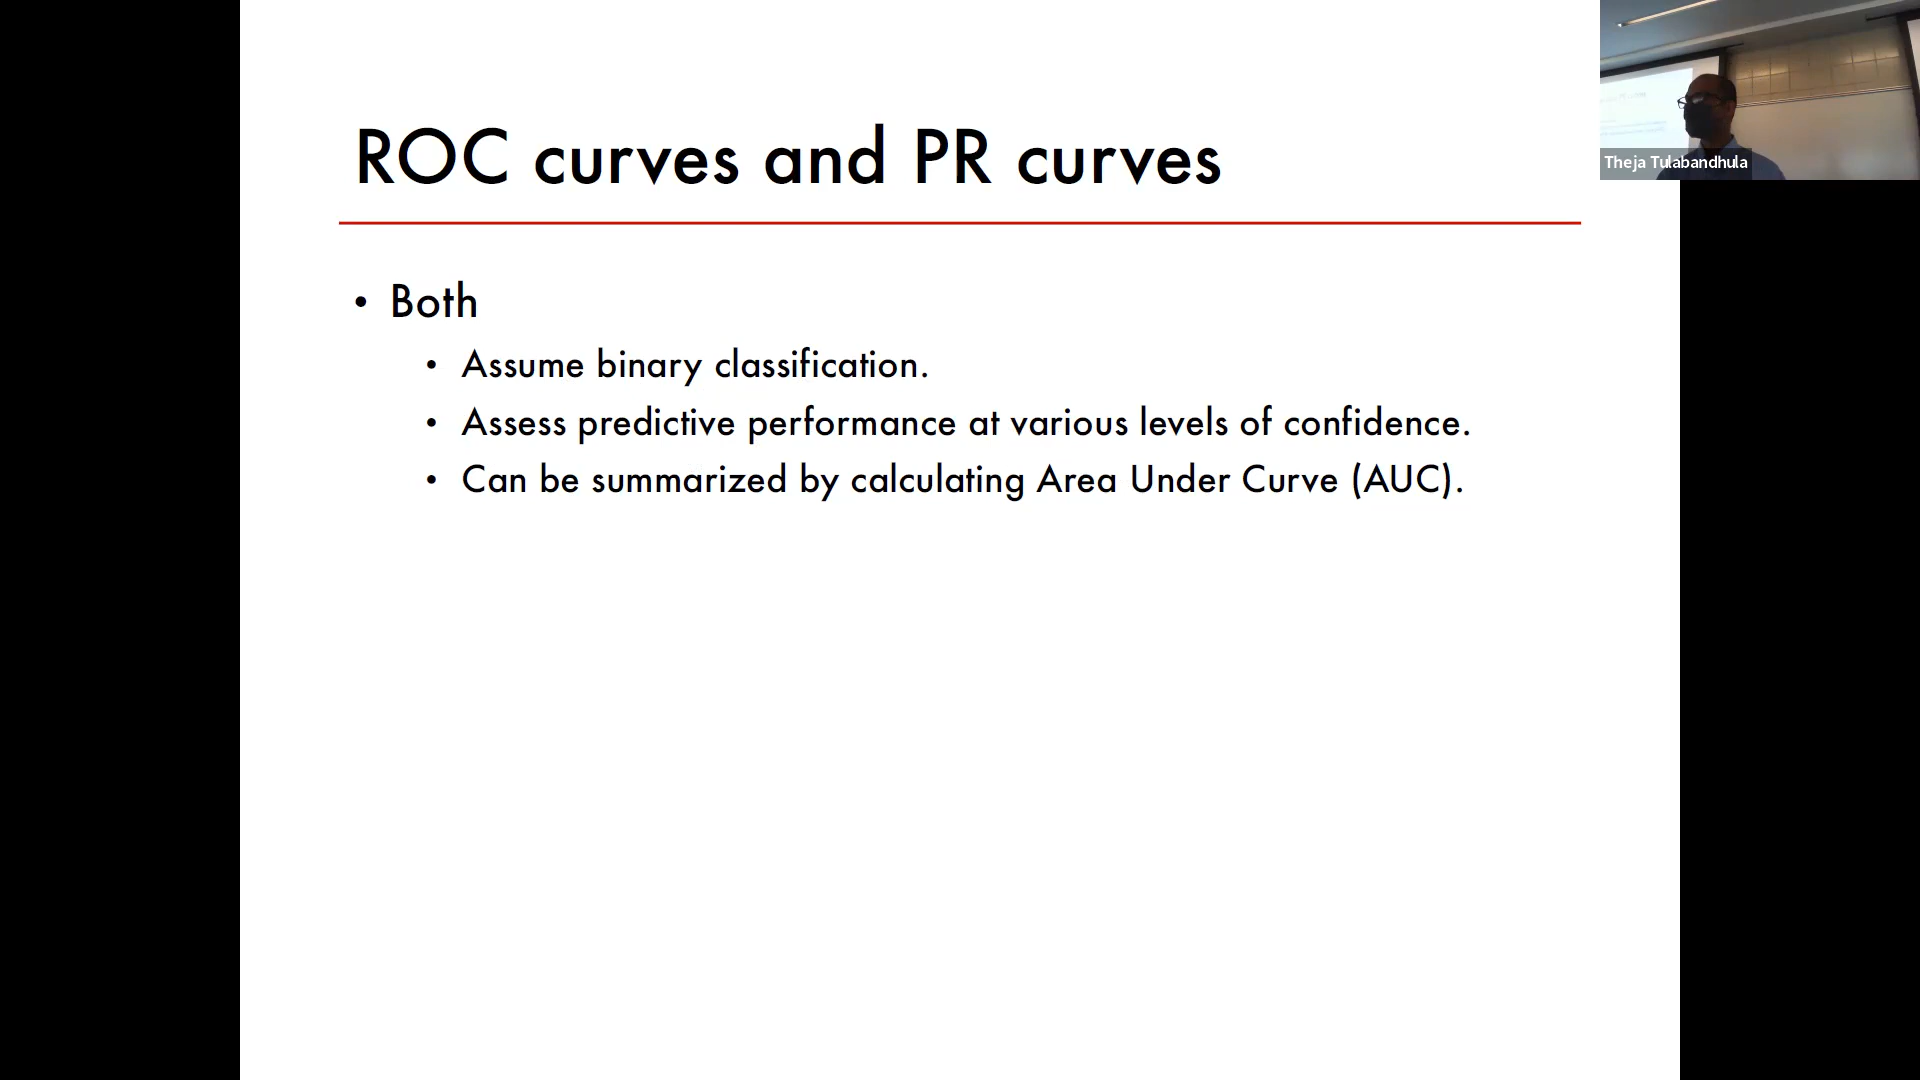 ROC curves and PR curves
• Both
• Assume binary classification.
• Assess predictive performance at various levels of confidence.
• Can be summarized by calculating Area Under Curve (AUC).
Theja Tulabandhula